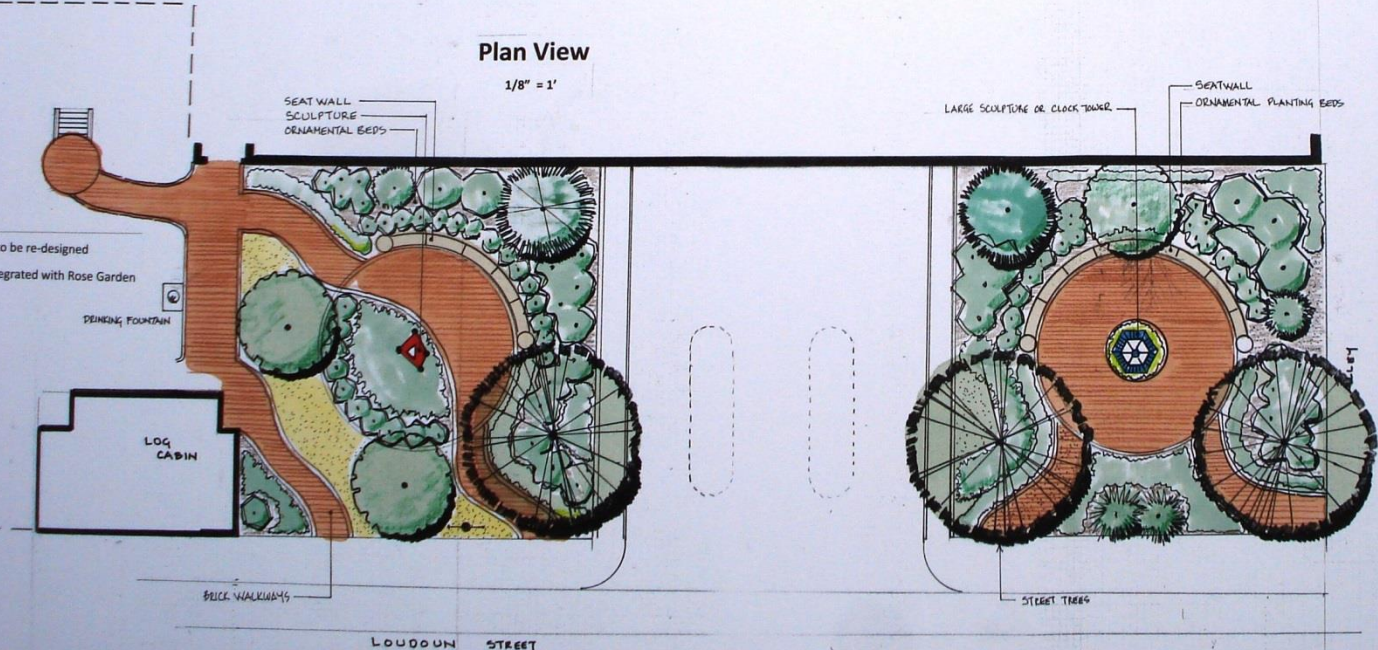 Plan View
1/8" = 1'
SEAT WALL
SCULPTURE
ORNAMENTAL BEDS
LARGE SCULPTURE OR CLOCK TOWER
SEATWALL
ORNAMENTAL PLANTING BEDS
o be re-designed
egrated with Rose Garden
DRINKING FOUNTAIN
LOG
CABIN
ALLEY
BRICK WALKWAYS
STREET TREES
LOUDOUN STREET